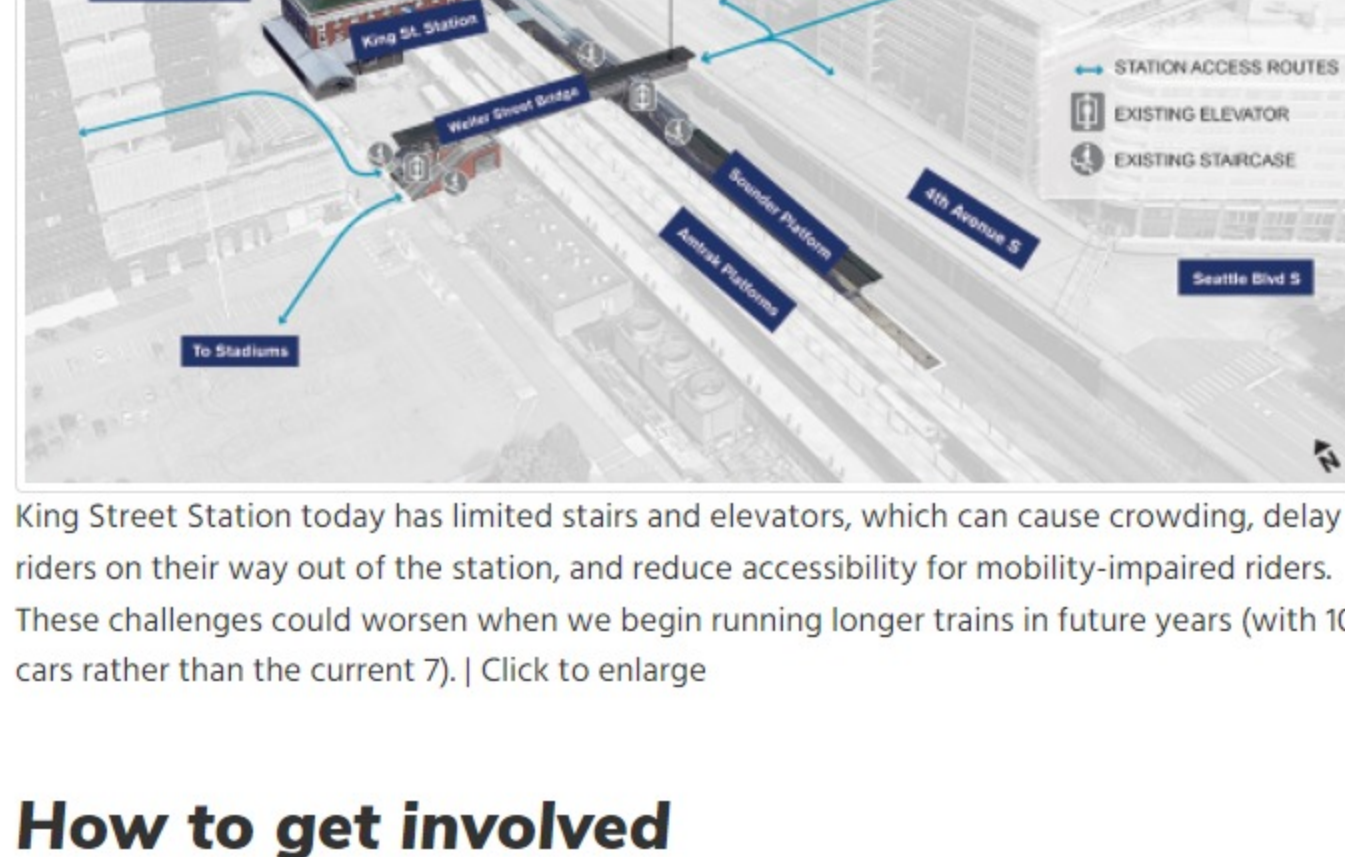 King St. Station
Weller Street Bridge
STATION ACCESS ROUTES
EXISTING ELEVATOR
EXISTING STAIRCASE
Sounder Platform
4th Avenue S
Amtrak Platforms
Seattle Blvd S
To Stadiums
N
King Street Station today has limited stairs and elevators, which can cause crowding, delay
riders on their way out of the station, and reduce accessibility for mobility-impaired riders.
These challenges could worsen when we begin running longer trains in future years (with 10
cars rather than the current 7). | Click to enlarge
How to get involved